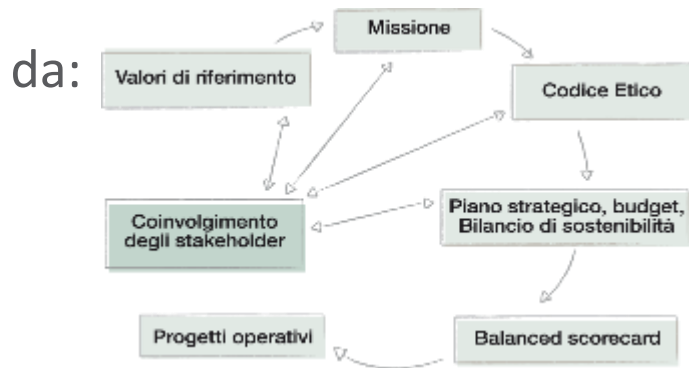 da:
Missione
Valori di riferimento
Codice Etico
Coinvolgimento
degli stakeholder
Piano strategico, budget,
Bilancio di sostenibilità
Progetti operativi
Balanced scorecard